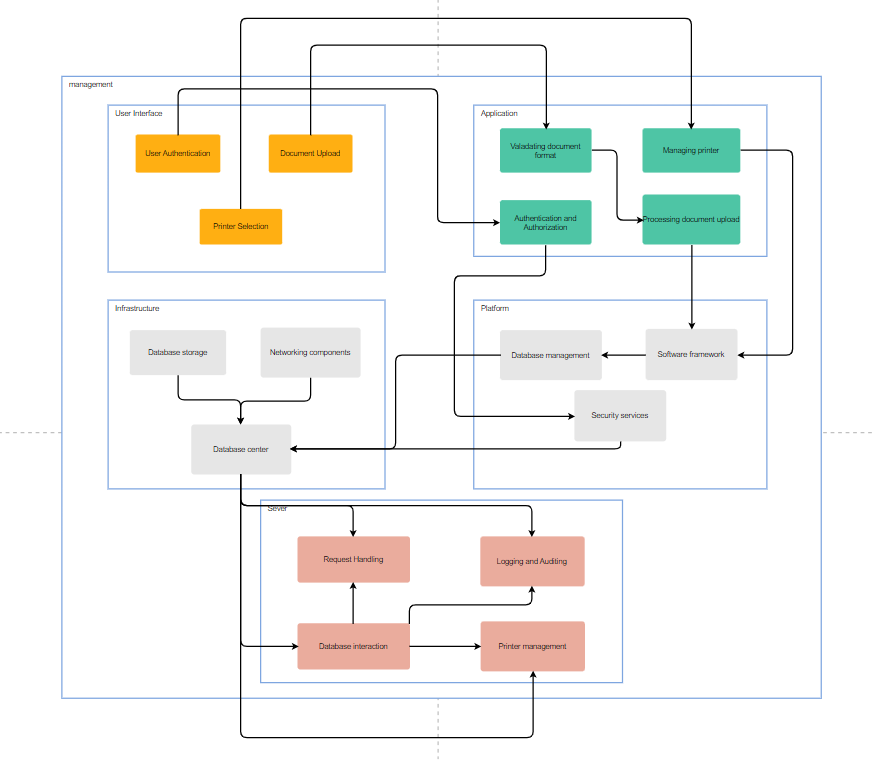 management
User Interface
User Authentication
Document Upload
Printer Selection
Application
Valadating document
format
Managing printer
Authentication and
Authorization
Processing document upload
Infrastructure
Database storage
Networking components
Database center
Platform
Database management
Software framework
Security services
Sever
Request Handling
Logging and Auditing
Database interaction
Printer management